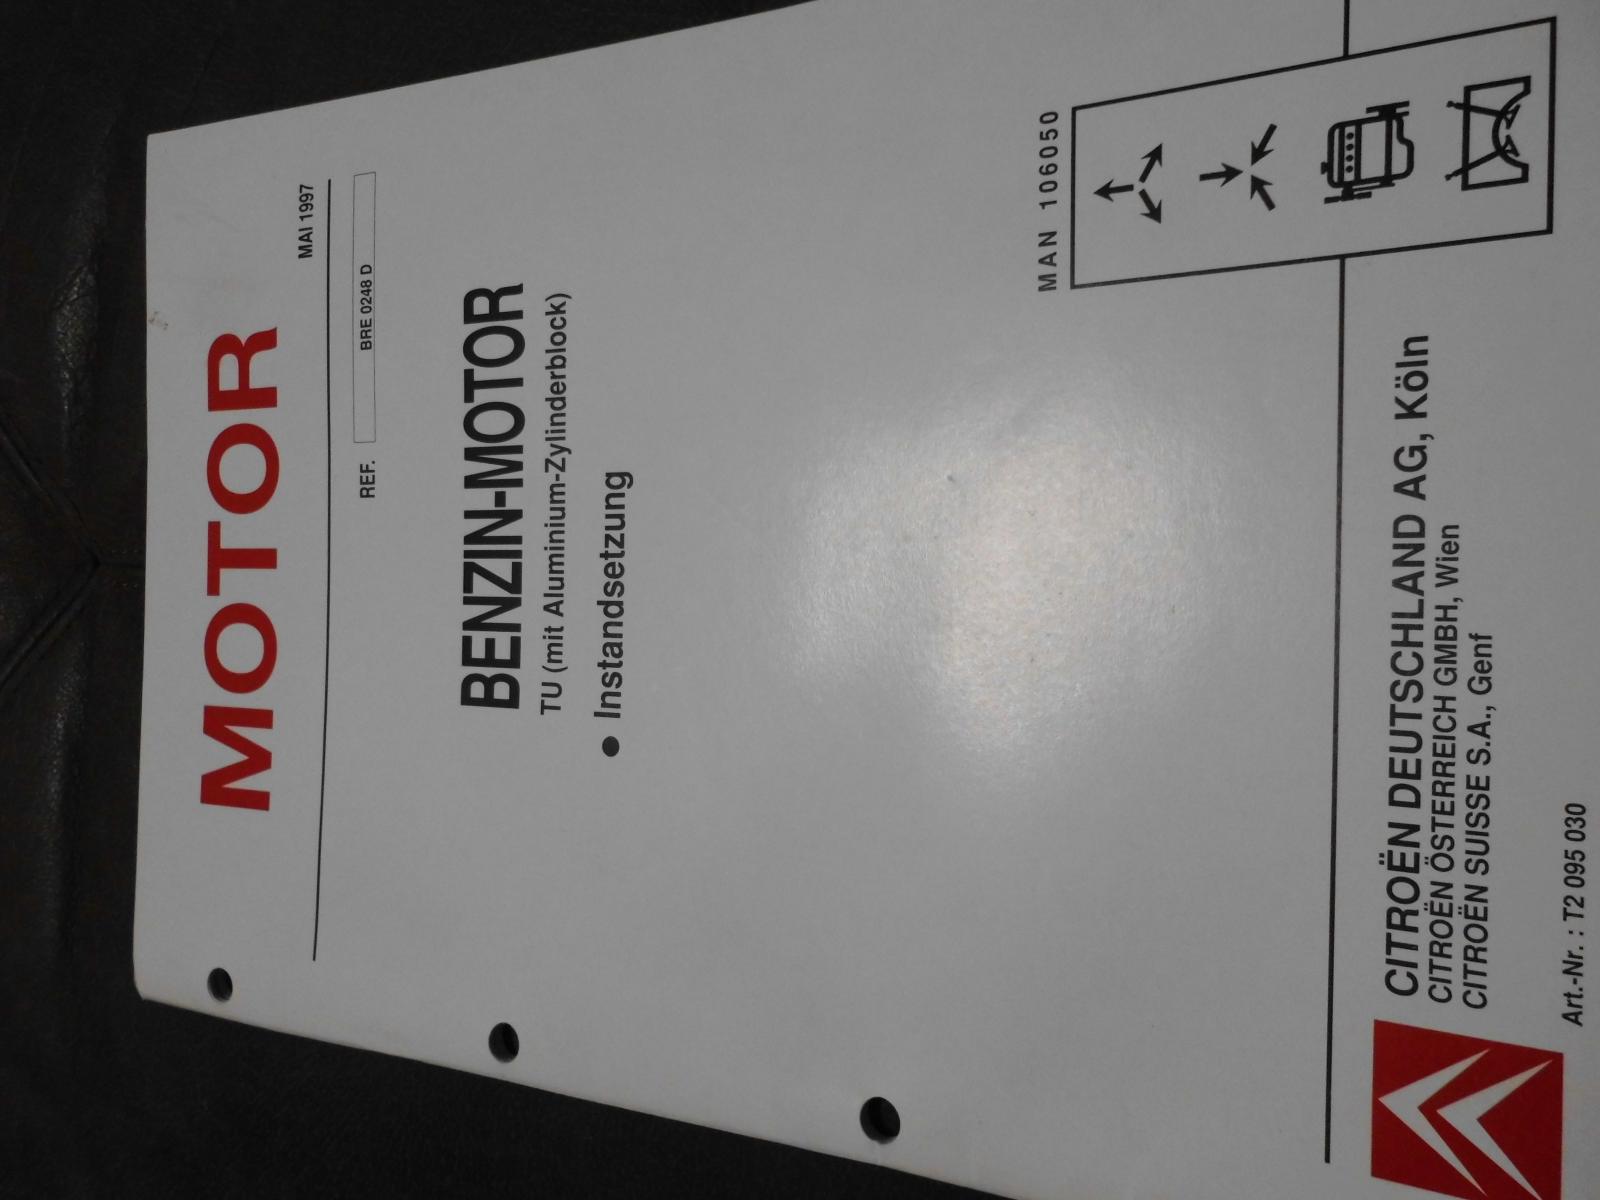 MOTOR
MAI 1997
REF. BRE 0248 D
BENZIN-MOTOR
TU (mit Aluminium-Zylinderblock)
● Instandsetzung
MAN 106050
CITROËN DEUTSCHLAND AG, Köln
CITROËN ÖSTERREICH GMBH, Wien
CITROËN SUISSE S.A., Genf
Art.-Nr. : T2 095 030